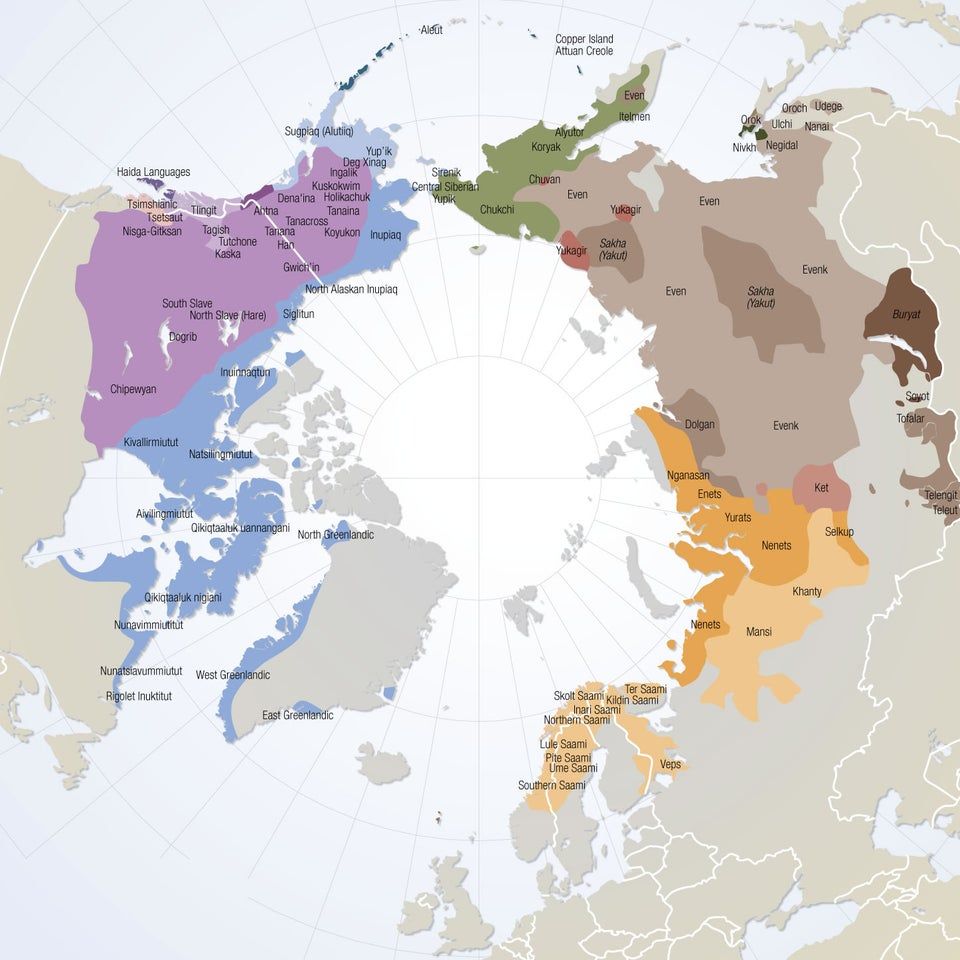 Aleut
Copper Island
Attuan Creole
Even
Itelmen
Alyutor
Koryak
Chuvan
Even
Sirenik
Central Siberian
Yupik
Chukchi
Yukagir
Yukagir
Sakha
(Yakut)
Even
Even
Sakha
(Yakut)
Evenk
Orok
Oroch
Udege
Ulchi
Nanai
Nivkh
Negidal
Buryat
Soyot
Tofalar
Telengit
Teleut
Evenk
Dolgan
Nganasan
Enets
Yurats
Nenets
Ket
Selkup
Khanty
Mansi
Nenets
Sugpiaq (Alutiiq)
Yup'ik
Deg Xinag
Ingalik
Kuskokwim
Holikachuk
Dena'ina
Tanaina
Ahtna
Tanacross
Tanana
Koyukon
Han
Inupiaq
Gwich'in
North Alaskan Inupiaq
Haida Languages
Tsimshianic
Tsetsaut
Nisga-Gitksan
Tlingit
Tagish
Tutchone
Kaska
South Slave
North Slave (Hare)
Dogrib
Chipewyan
Siglitun
Inuinnaqtun
Kivallirmiutut
Natsilingmiutut
Aivilingmiutut
Qikiqtaaluk uannangani
North Greenlandic
Qikiqtaaluk nigiani
Nunavimmiutitut
Nunatsiavummiutut
Rigolet Inuktitut
West Greenlandic
East Greenlandic
Skolt Saami
Ter Saami
Kildin Saami
Inari Saami
Northern Saami
Lule Saami
Pite Saami
Ume Saami
Southern Saami
Veps